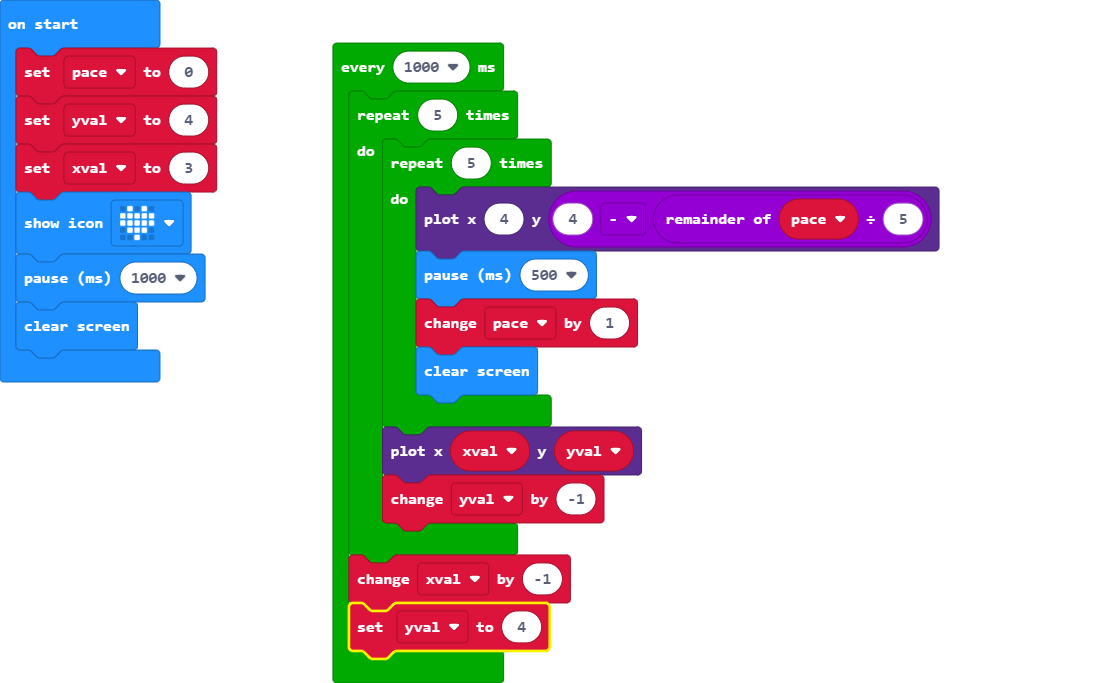 on start
set pace to 0
set yval to 4
set xval to 3
show icon
pause (ms) 1000
clear screen
every 1000 ms
repeat 5 times
do
repeat 5 times
do
plot x 4 y 4 - remainder of pace ÷ 5
pause (ms) 500
change pace by 1
clear screen
plot x xval y yval
change yval by -1
change xval by -1
set yval to 4